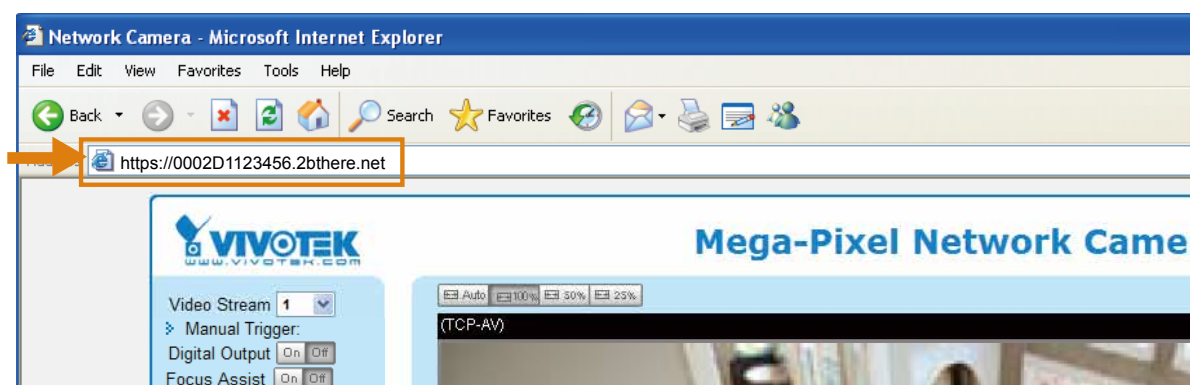 Network Camera - Microsoft Internet Explorer
File Edit View Favorites Tools Help
Back Search Favorites
https://0002D1123456.2bthere.net
VIVOTEK
www.vivotek.com
Mega-Pixel Network Came
Video Stream 1
Auto 100% 50% 25%
Manual Trigger:
(TCP-AV)
Digital Output On Off
Focus Assist On Off